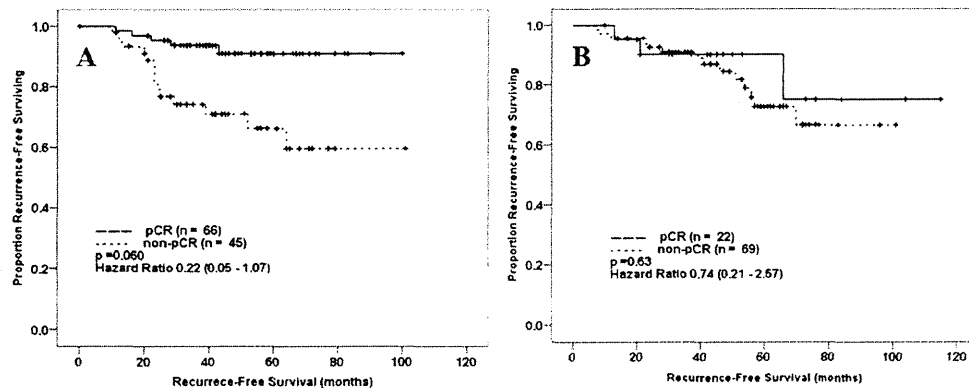 A
Proportion Recurrence-Free Surviving
1.0
0.8
0.6
0.4
0.2
0.0
pCR (n = 66)
non-pCR (n = 45)
p =0.060
Hazard Ratio 0.22 (0.05 - 1.07)
0 20 40 60 80 100 120
Recurrece-Free Survival (months)
B
Proportion Recurrence-Free Surviving
1.0
0.8
0.6
0.4
0.2
0.0
pCR (n = 22)
non-pCR (n = 69)
p =0.63
Hazard Ratio 0.74 (0.21 - 2.57)
0 20 40 60 80 100 120
Recurrece-Free Survival (months)